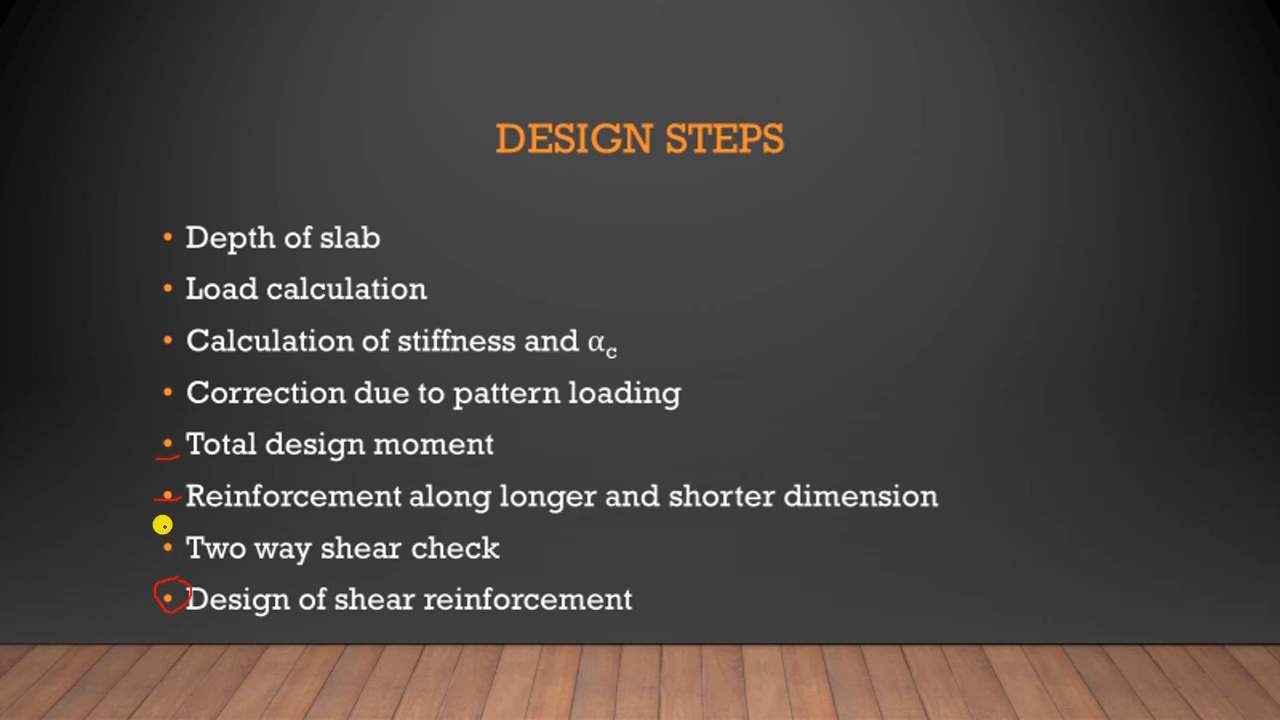 DESIGN STEPS
• Depth of slab
• Load calculation
• Calculation of stiffness and αc
• Correction due to pattern loading
• Total design moment
• Reinforcement along longer and shorter dimension
• Two way shear check
• Design of shear reinforcement